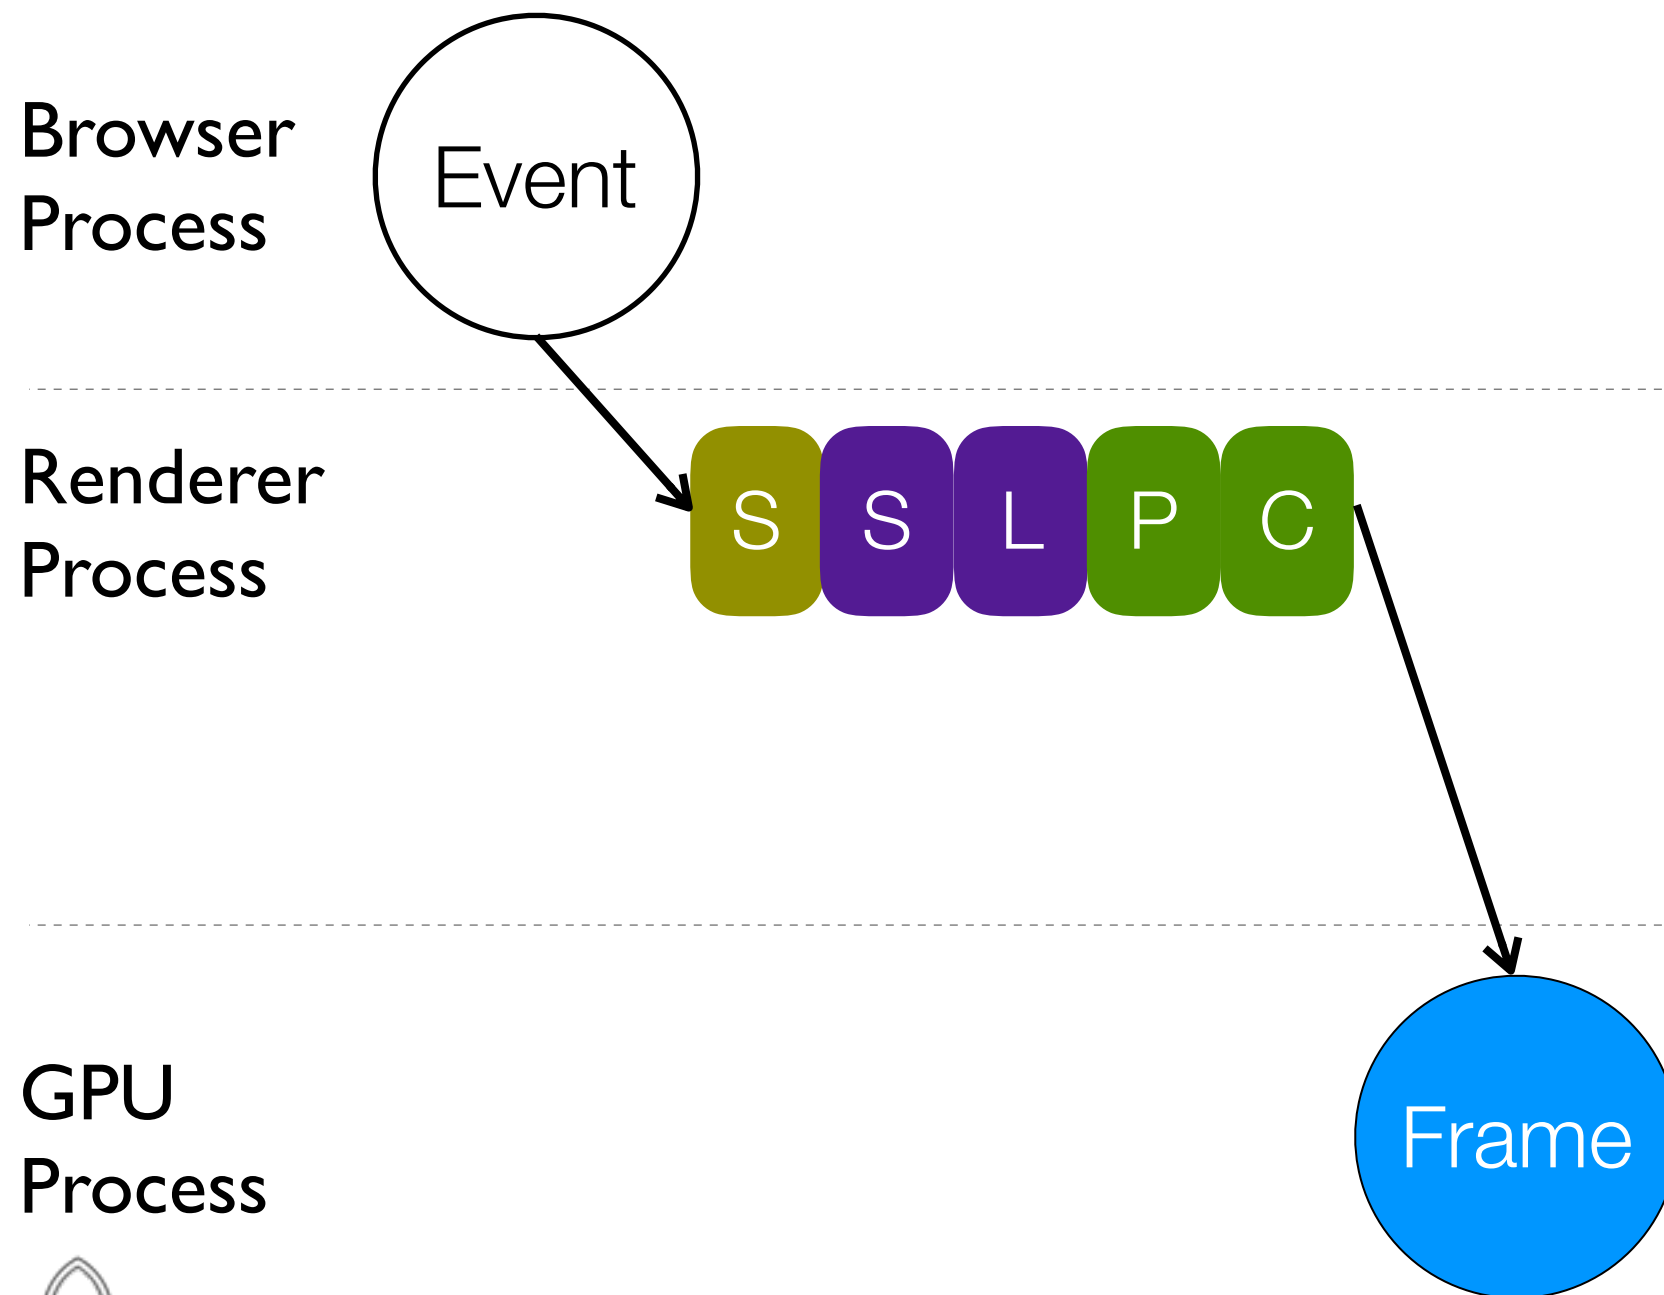 Browser
Process
Event
Renderer
Process
S S L P C
GPU
Process
Frame